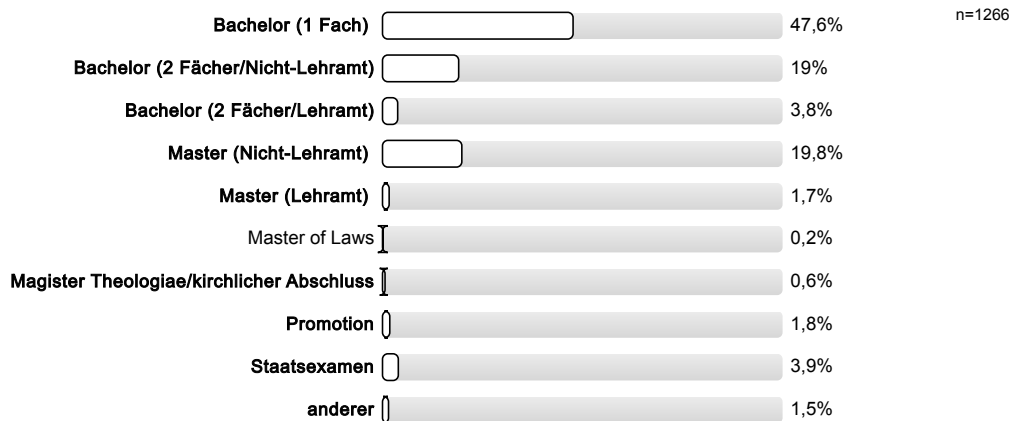 n=1266
Bachelor (1 Fach) 47,6%
Bachelor (2 Fächer/Nicht-Lehramt) 19%
Bachelor (2 Fächer/Lehramt) 3,8%
Master (Nicht-Lehramt) 19,8%
Master (Lehramt) 1,7%
Master of Laws 0,2%
Magister Theologiae/kirchlicher Abschluss 0,6%
Promotion 1,8%
Staatsexamen 3,9%
anderer 1,5%